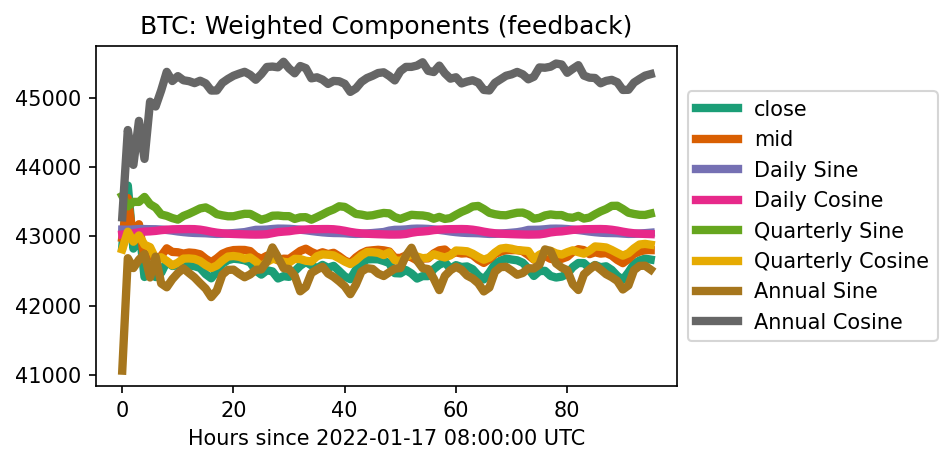 BTC: Weighted Components (feedback)
45000
44000
43000
42000
41000
0 20 40 60 80
Hours since 2022-01-17 08:00:00 UTC
close
mid
Daily Sine
Daily Cosine
Quarterly Sine
Quarterly Cosine
Annual Sine
Annual Cosine